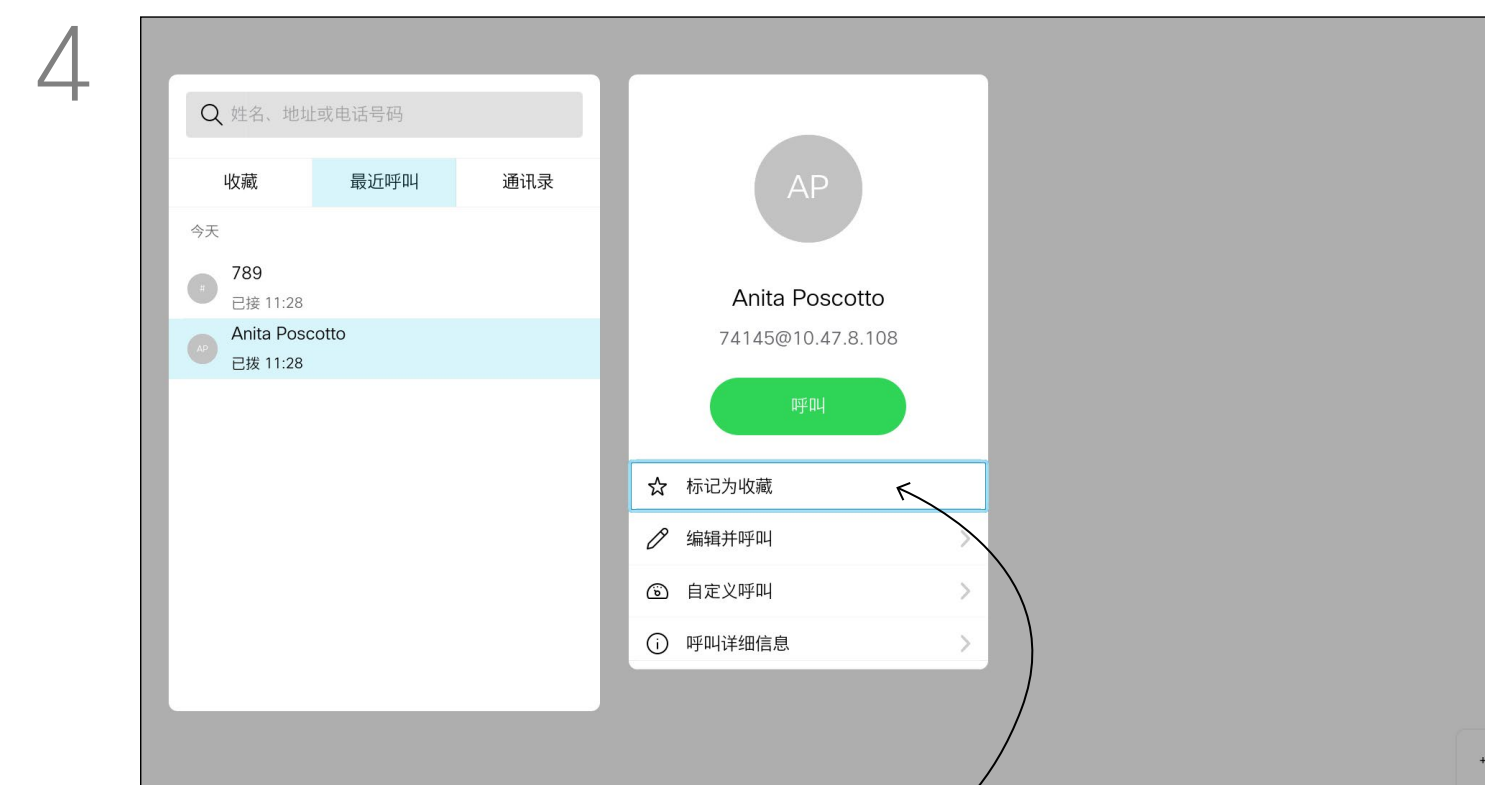 4
姓名、地址或电话号码
收藏
最近呼叫
通讯录
今天
#
789
已接 11:28
AP
Anita Poscotto
已拨 11:28
AP
Anita Poscotto
74145@10.47.8.108
呼叫
标记为收藏
编辑并呼叫
自定义呼叫
呼叫详细信息
+